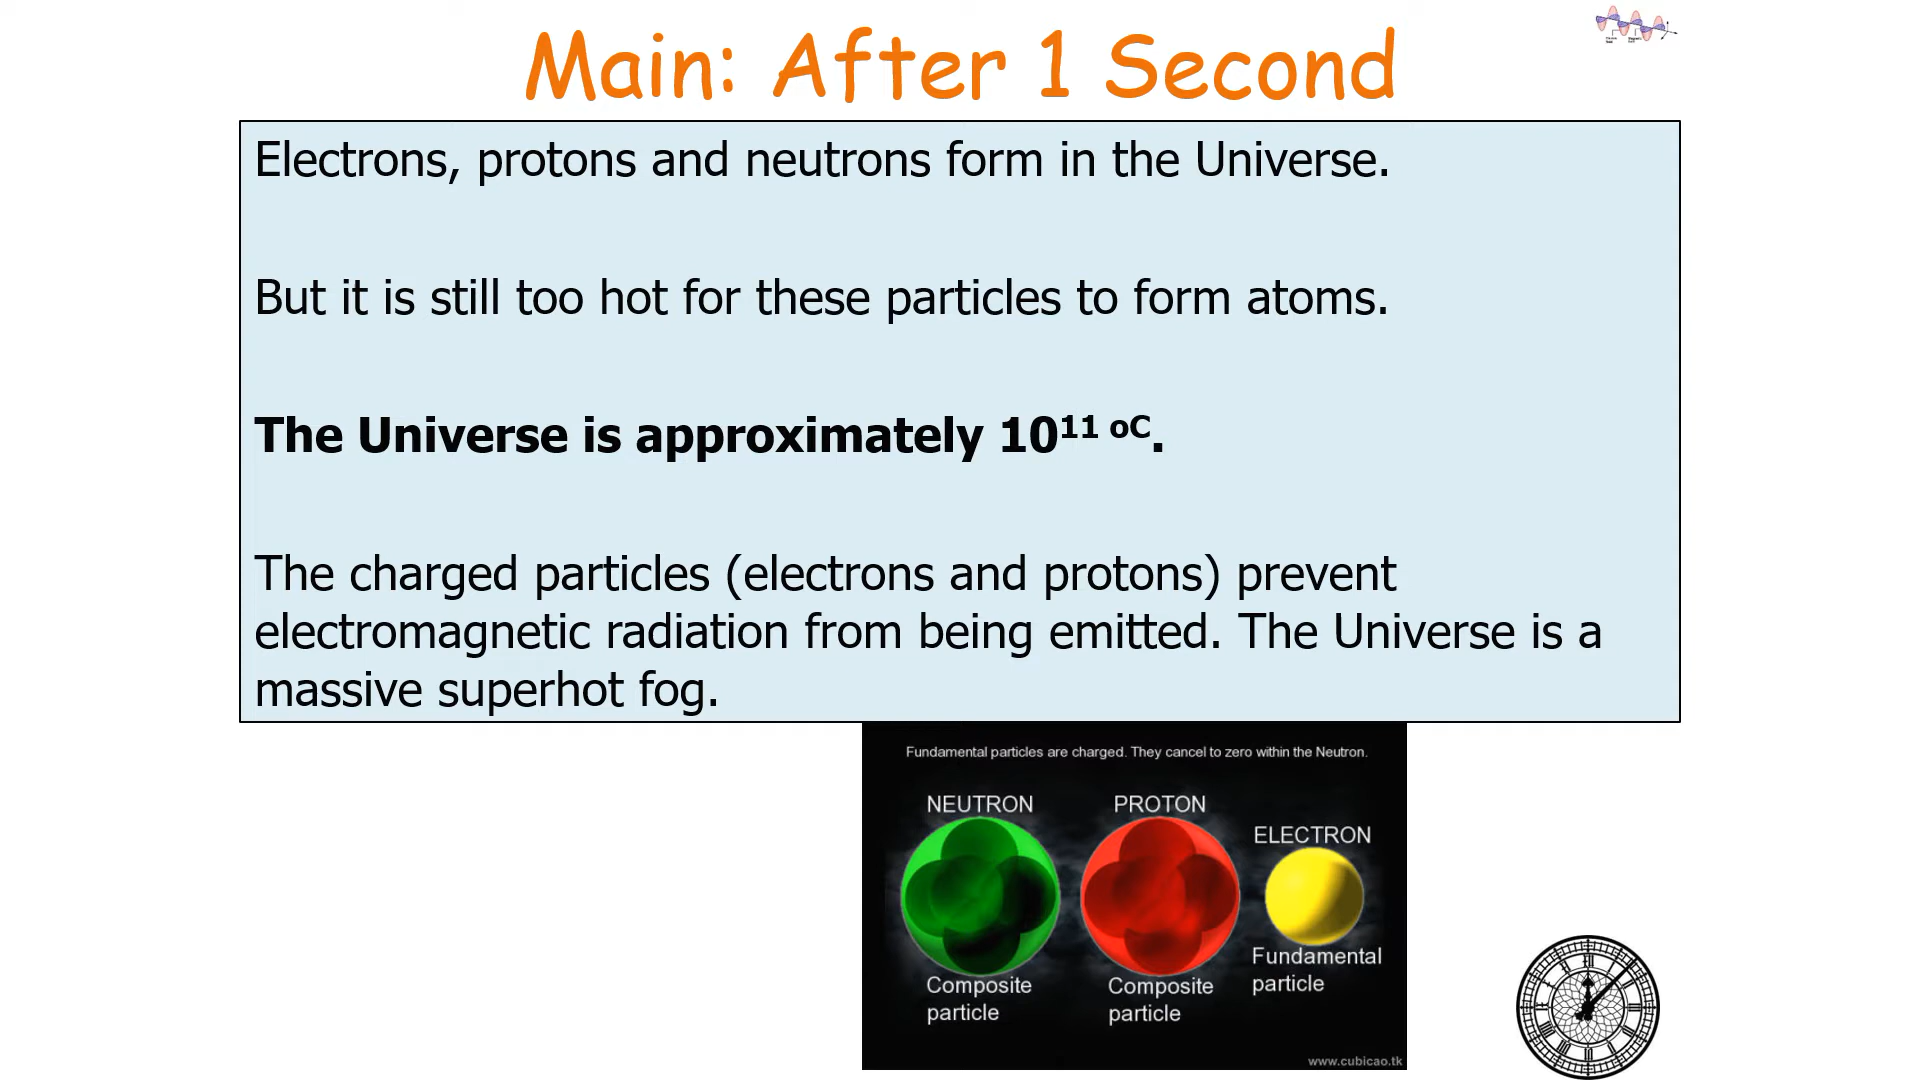 Main: After 1 Second
Electrons, protons and neutrons form in the Universe.
But it is still too hot for these particles to form atoms.
The Universe is approximately 10¹¹ ᵒC.
The charged particles (electrons and protons) prevent
electromagnetic radiation from being emitted. The Universe is a
massive superhot fog.
Fundamental particles are charged. They cancel to zero within the Neutron.
NEUTRON
PROTON
ELECTRON
Composite
particle
Composite
particle
Fundamental
particle
www.cubicao.tk